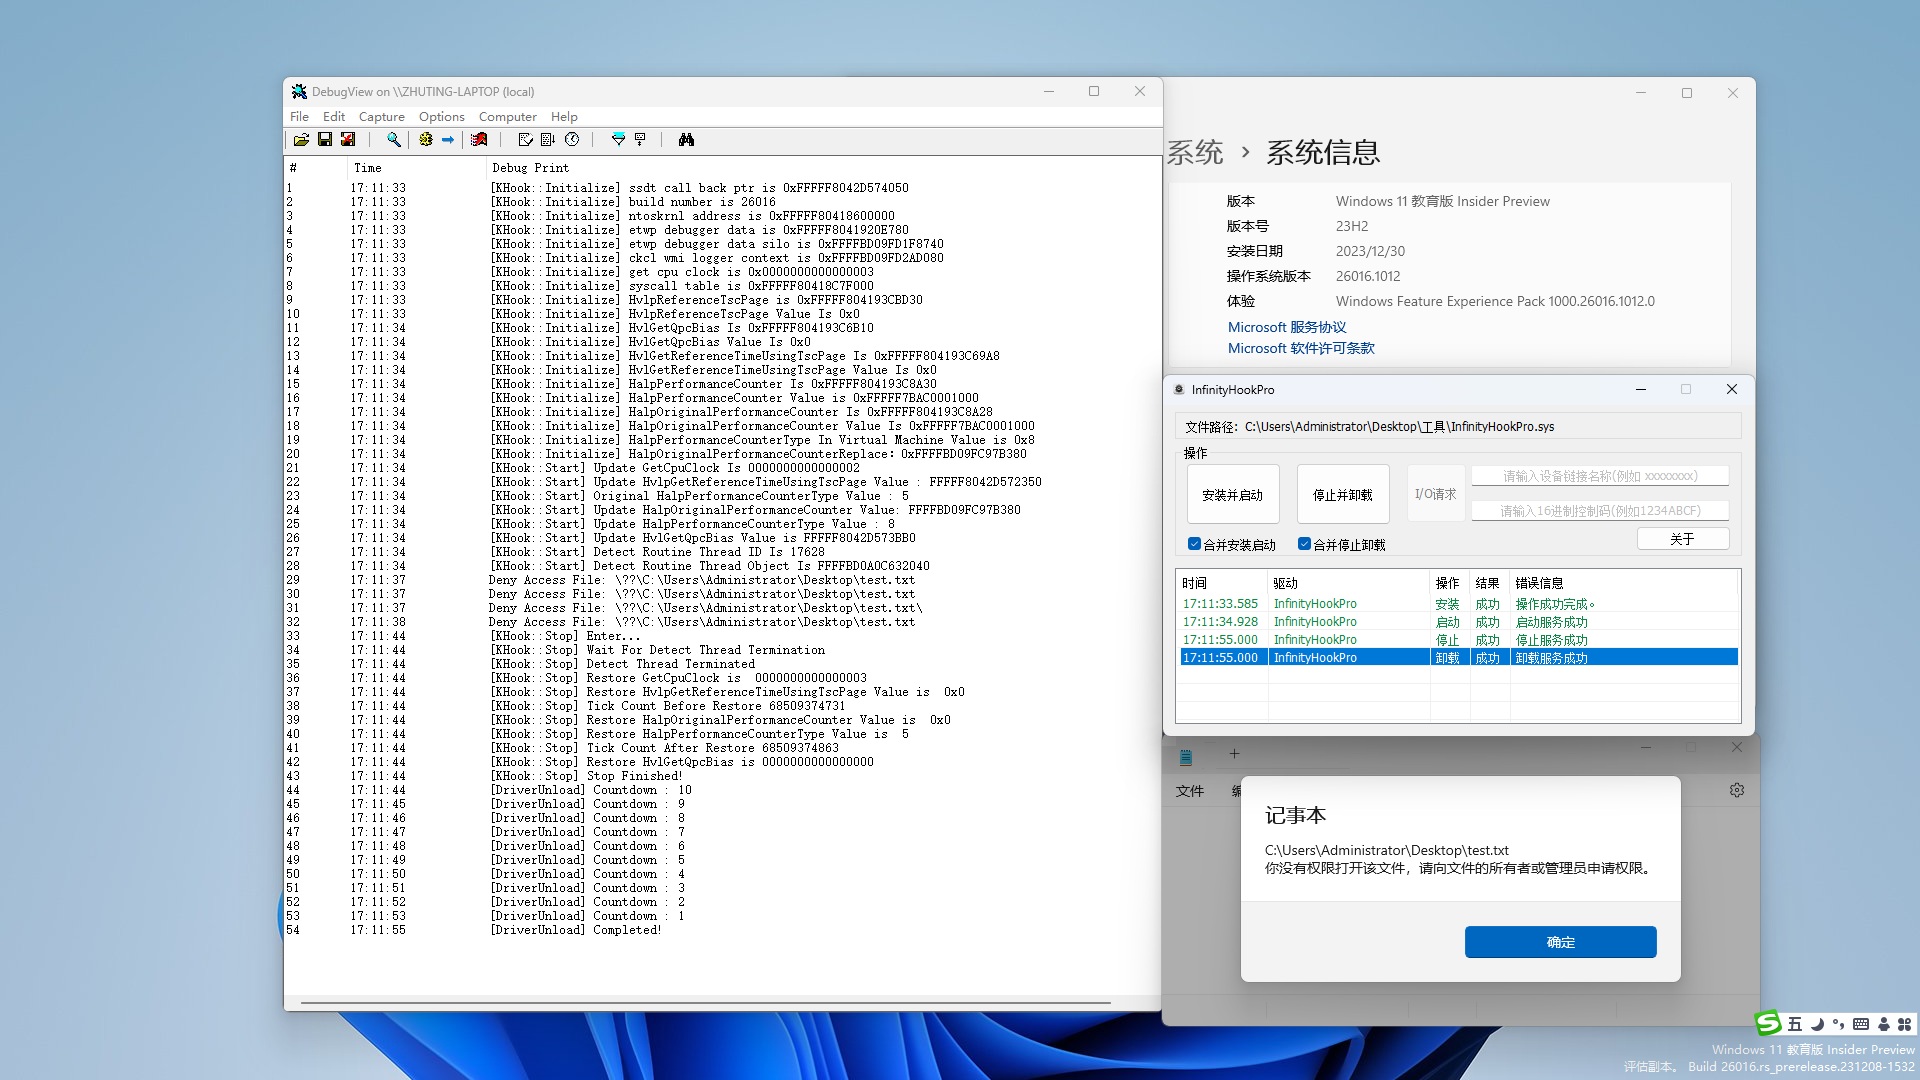 DebugView on \\ZHUTING-LAPTOP (local)
File Edit Capture Options Computer Help
# Time Debug Print
1 17:11:33 [KHook::Initialize] ssdt call back ptr is 0xFFFFF8042D574050
2 17:11:33 [KHook::Initialize] build number is 26016
3 17:11:33 [KHook::Initialize] ntoskrnl address is 0xFFFFF80418600000
4 17:11:33 [KHook::Initialize] etwp debugger data is 0xFFFFF8041920E780
5 17:11:33 [KHook::Initialize] etwp debugger data silo is 0xFFFFBD09FD1F8740
6 17:11:33 [KHook::Initialize] ckcl wmi logger context is 0xFFFFBD09FD2AD080
7 17:11:33 [KHook::Initialize] get cpu clock is 0x0000000000000003
8 17:11:33 [KHook::Initialize] syscall table is 0xFFFFF80418C7F000
9 17:11:33 [KHook::Initialize] HvlpReferenceTscPage is 0xFFFFF804193CBD30
10 17:11:33 [KHook::Initialize] HvlpReferenceTscPage Value Is 0x0
11 17:11:34 [KHook::Initialize] HvlGetQpcBias Is 0xFFFFF804193C6B10
12 17:11:34 [KHook::Initialize] HvlGetQpcBias Value Is 0x0
13 17:11:34 [KHook::Initialize] HvlGetReferenceTimeUsingTscPage Is 0xFFFFF804193C69A8
14 17:11:34 [KHook::Initialize] HvlGetReferenceTimeUsingTscPage Value Is 0x0
15 17:11:34 [KHook::Initialize] HalpPerformanceCounter Is 0xFFFFF804193C8A30
16 17:11:34 [KHook::Initialize] HalpPerformanceCounter Value is 0xFFFFF7BAC0001000
17 17:11:34 [KHook::Initialize] HalpOriginalPerformanceCounter Is 0xFFFFF804193C8A28
18 17:11:34 [KHook::Initialize] HalpOriginalPerformanceCounter Value Is 0xFFFFF7BAC0001000
19 17:11:34 [KHook::Initialize] HalpPerformanceCounterType In Virtual Machine Value is 0x8
20 17:11:34 [KHook::Initialize] HalpOriginalPerformanceCounterReplace: 0xFFFFBD09FC97B380
21 17:11:34 [KHook::Start] Update GetCpuClock Is 0000000000000002
22 17:11:34 [KHook::Start] Update HvlpGetReferenceTimeUsingTscPage Value : FFFFF8042D572350
23 17:11:34 [KHook::Start] Original HalpPerformanceCounterType Value : 5
24 17:11:34 [KHook::Start] Update HalpOriginalPerformanceCounter Value: FFFFBD09FC97B380
25 17:11:34 [KHook::Start] Update HalpPerformanceCounterType Value : 8
26 17:11:34 [KHook::Start] Update HvlGetQpcBias Value is FFFFF8042D573BB0
27 17:11:34 [KHook::Start] Detect Routine Thread ID Is 17628
28 17:11:34 [KHook::Start] Detect Routine Thread Object Is FFFFBD0A0C632040
29 17:11:37 Deny Access File: \??\C:\Users\Administrator\Desktop\test.txt
30 17:11:37 Deny Access File: \??\C:\Users\Administrator\Desktop\test.txt
31 17:11:37 Deny Access File: \??\C:\Users\Administrator\Desktop\test.txt\
32 17:11:38 Deny Access File: \??\C:\Users\Administrator\Desktop\test.txt
33 17:11:44 [KHook::Stop] Enter...
34 17:11:44 [KHook::Stop] Wait For Detect Thread Termination
35 17:11:44 [KHook::Stop] Detect Thread Terminated
36 17:11:44 [KHook::Stop] Restore GetCpuClock is 0000000000000003
37 17:11:44 [KHook::Stop] Restore HvlpGetReferenceTimeUsingTscPage Value is 0x0
38 17:11:44 [KHook::Stop] Tick Count Before Restore 68509374731
39 17:11:44 [KHook::Stop] Restore HalpOriginalPerformanceCounter Value is 0x0
40 17:11:44 [KHook::Stop] Restore HalpPerformanceCounterType Value is 5
41 17:11:44 [KHook::Stop] Tick Count After Restore 68509374863
42 17:11:44 [KHook::Stop] Restore HvlGetQpcBias is 0000000000000000
43 17:11:44 [KHook::Stop] Stop Finished!
44 17:11:44 [DriverUnload] Countdown : 10
45 17:11:45 [DriverUnload] Countdown : 9
46 17:11:46 [DriverUnload] Countdown : 8
47 17:11:47 [DriverUnload] Countdown : 7
48 17:11:48 [DriverUnload] Countdown : 6
49 17:11:49 [DriverUnload] Countdown : 5
50 17:11:50 [DriverUnload] Countdown : 4
51 17:11:51 [DriverUnload] Countdown : 3
52 17:11:52 [DriverUnload] Countdown : 2
53 17:11:53 [DriverUnload] Countdown : 1
54 17:11:55 [DriverUnload] Completed!
系统 › 系统信息
版本 Windows 11 教育版 Insider Preview
版本号 23H2
安装日期 2023/12/30
操作系统版本 26016.1012
体验 Windows Feature Experience Pack 1000.26016.1012.0
Microsoft 服务协议
Microsoft 软件许可条款
InfinityHookPro
文件路径: C:\Users\Administrator\Desktop\工具\InfinityHookPro.sys
操作
安装并启动 停止并卸载 I/O请求
请输入设备链接名称(例如 xxxxxxxx)
请输入16进制控制码(例如1234ABCF)
合并安装启动 合并停止卸载 关于
时间 驱动 操作 结果 错误信息
17:11:33.585 InfinityHookPro 安装 成功 操作成功完成。
17:11:34.928 InfinityHookPro 启动 成功 启动服务成功
17:11:55.000 InfinityHookPro 停止 成功 停止服务成功
17:11:55.000 InfinityHookPro 卸载 成功 卸载服务成功
文件
记事本
C:\Users\Administrator\Desktop\test.txt
你没有权限打开该文件，请向文件的所有者或管理员申请权限。
确定
五
Windows 11 教育版 Insider Preview
评估副本。 Build 26016.rs_prerelease.231208-1532